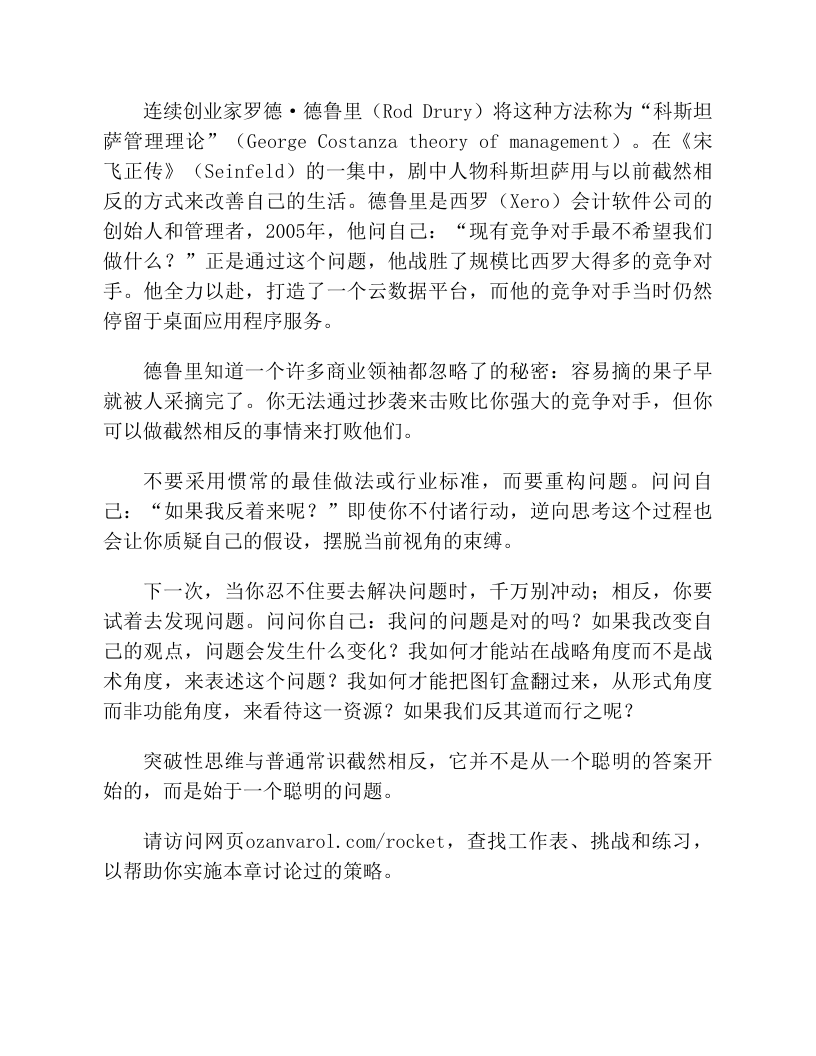 连续创业家罗德·德鲁里（Rod Drury）将这种方法称为“科斯坦
萨管理理论”（George Costanza theory of management）。在《宋
飞正传》（Seinfeld）的一集中，剧中人物科斯坦萨用与以前截然相
反的方式来改善自己的生活。德鲁里是西罗（Xero）会计软件公司的
创始人和管理者，2005年，他问自己：“现有竞争对手最不希望我们
做什么？”正是通过这个问题，他战胜了规模比西罗大得多的竞争对
手。他全力以赴，打造了一个云数据平台，而他的竞争对手当时仍然
停留于桌面应用程序服务。
德鲁里知道一个许多商业领袖都忽略了的秘密：容易摘的果子早
就被人采摘完了。你无法通过抄袭来击败比你强大的竞争对手，但你
可以做截然相反的事情来打败他们。
不要采用惯常的最佳做法或行业标准，而要重构问题。问问自
己：“如果我反着来呢？”即使你不付诸行动，逆向思考这个过程也
会让你质疑自己的假设，摆脱当前视角的束缚。
下一次，当你忍不住要去解决问题时，千万别冲动；相反，你要
试着去发现问题。问问你自己：我问的问题是对的吗？如果我改变自
己的观点，问题会发生什么变化？我如何才能站在战略角度而不是战
术角度，来表述这个问题？我如何才能把图钉盒翻过来，从形式角度
而非功能角度，来看待这一资源？如果我们反其道而行之呢？
突破性思维与普通常识截然相反，它并不是从一个聪明的答案开
始的，而是始于一个聪明的问题。
请访问网页ozanvarol.com/rocket，查找工作表、挑战和练习，
以帮助你实施本章讨论过的策略。